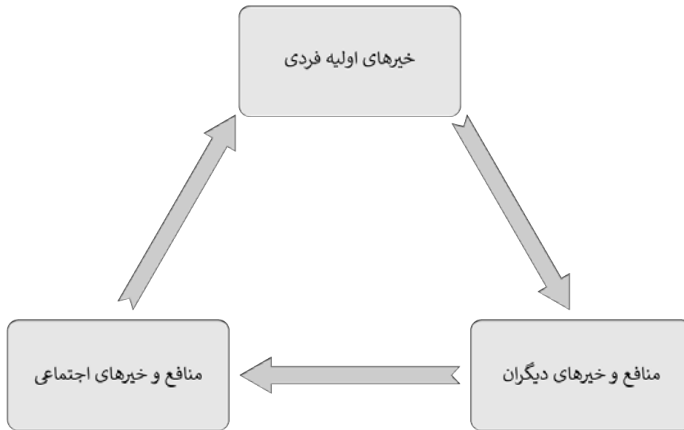 خیرهای اولیه فردی
منافع و خیرهای دیگران
منافع و خیرهای اجتماعی